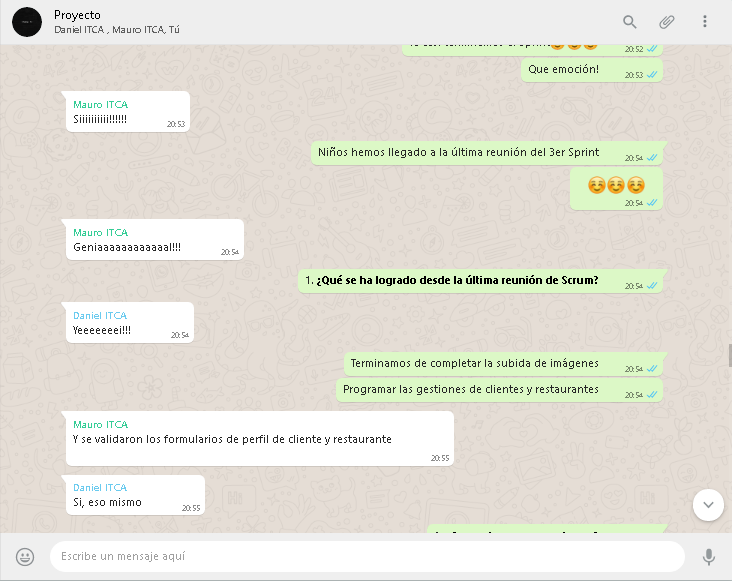 Proyecto
Daniel ITCA , Mauro ITCA, Tú
20:52
Que emoción!
20:53
Mauro ITCA
Siiiiiiiiii!!!!!!
20:53
Niños hemos llegado a la última reunión del 3er Sprint
20:54
20:54
Mauro ITCA
Geniaaaaaaaaaaaal!!!
20:54
1. ¿Qué se ha logrado desde la última reunión de Scrum?
20:54
Daniel ITCA
Yeeeeeeei!!!
20:54
Terminamos de completar la subida de imágenes
20:54
Programar las gestiones de clientes y restaurantes
20:54
Mauro ITCA
Y se validaron los formularios de perfil de cliente y restaurante
20:55
Daniel ITCA
Si, eso mismo
20:55
Escribe un mensaje aquí